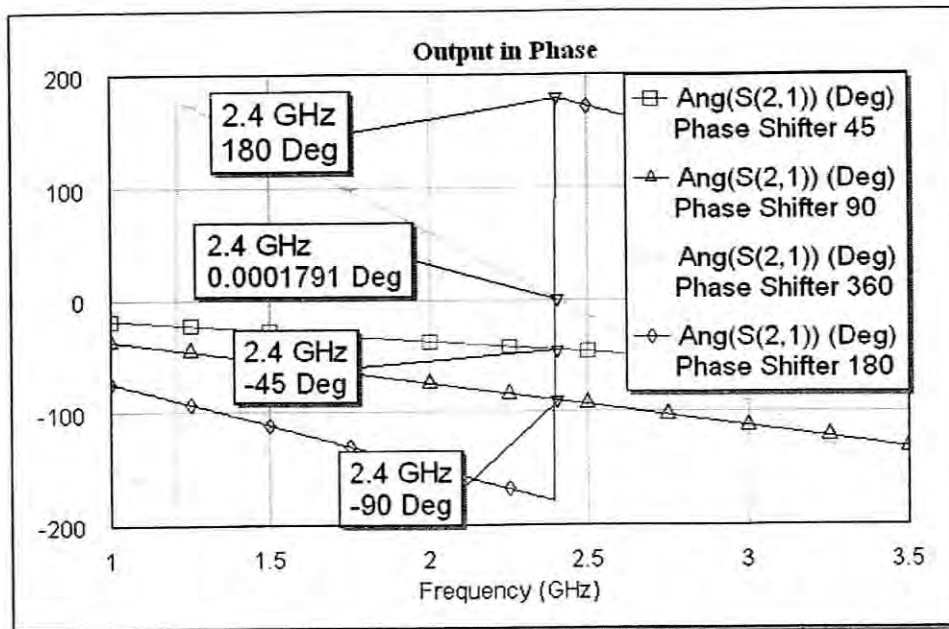 Output in Phase
200
100
0
-100
-200
2.4 GHz
180 Deg
2.4 GHz
0.0001791 Deg
2.4 GHz
-45 Deg
2.4 GHz
-90 Deg
Ang(S(2,1)) (Deg)
Phase Shifter 45
Ang(S(2,1)) (Deg)
Phase Shifter 90
Ang(S(2,1)) (Deg)
Phase Shifter 360
Ang(S(2,1)) (Deg)
Phase Shifter 180
1 1.5 2 2.5 3 3.5
Frequency (GHz)